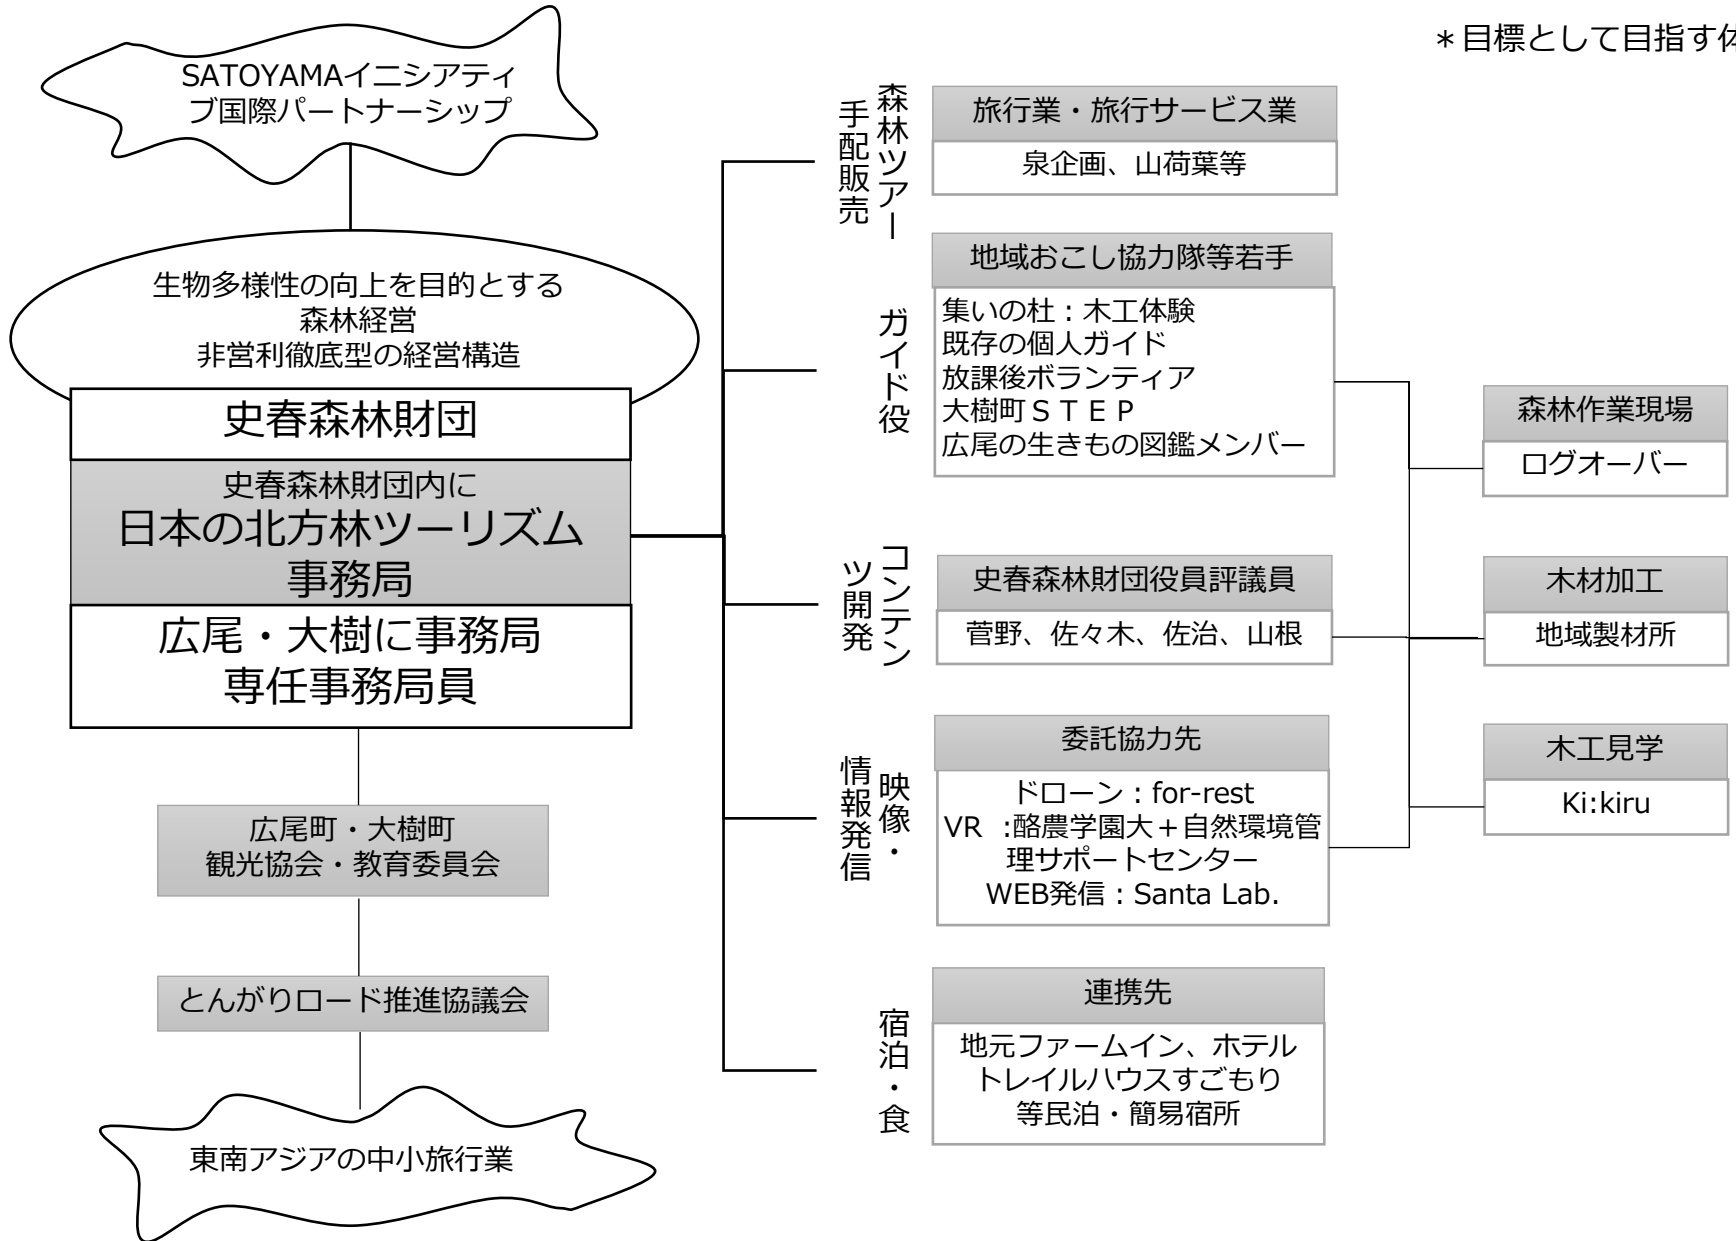 *目標として目指す体
SATOYAMAイニシアティ
ブ国際パートナーシップ
生物多様性の向上を目的とする
森林経営
非営利徹底型の経営構造
史春森林財団
史春森林財団内に
日本の北方林ツーリズム
事務局
広尾・大樹に事務局
専任事務局員
広尾町・大樹町
観光協会・教育委員会
とんがりロード推進協議会
東南アジアの中小旅行業
森林ツアー
手配販売
旅行業・旅行サービス業
泉企画、山荷葉等
ガイド役
地域おこし協力隊等若手
集いの杜:木工体験
既存の個人ガイド
放課後ボランティア
大樹町STEP
広尾の生きもの図鑑メンバー
コンテン
ツ開発
史春森林財団役員評議員
菅野、佐々木、佐治、山根
映像・
情報発信
委託協力先
ドローン:for-rest
VR :酪農学園大+自然環境管
理サポートセンター
WEB発信:Santa Lab.
宿泊・食
連携先
地元ファームイン、ホテル
トレイルハウスすごもり
等民泊・簡易宿所
森林作業現場
ログオーバー
木材加工
地域製材所
木工見学
Ki:kiru